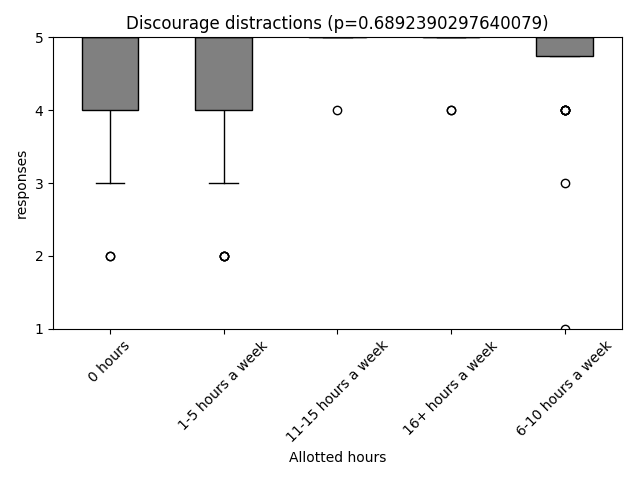 Discourage distractions (p=0.6892390297640079)
5
4
3
2
1
responses
0 hours
1-5 hours a week
11-15 hours a week
16+ hours a week
6-10 hours a week
Allotted hours